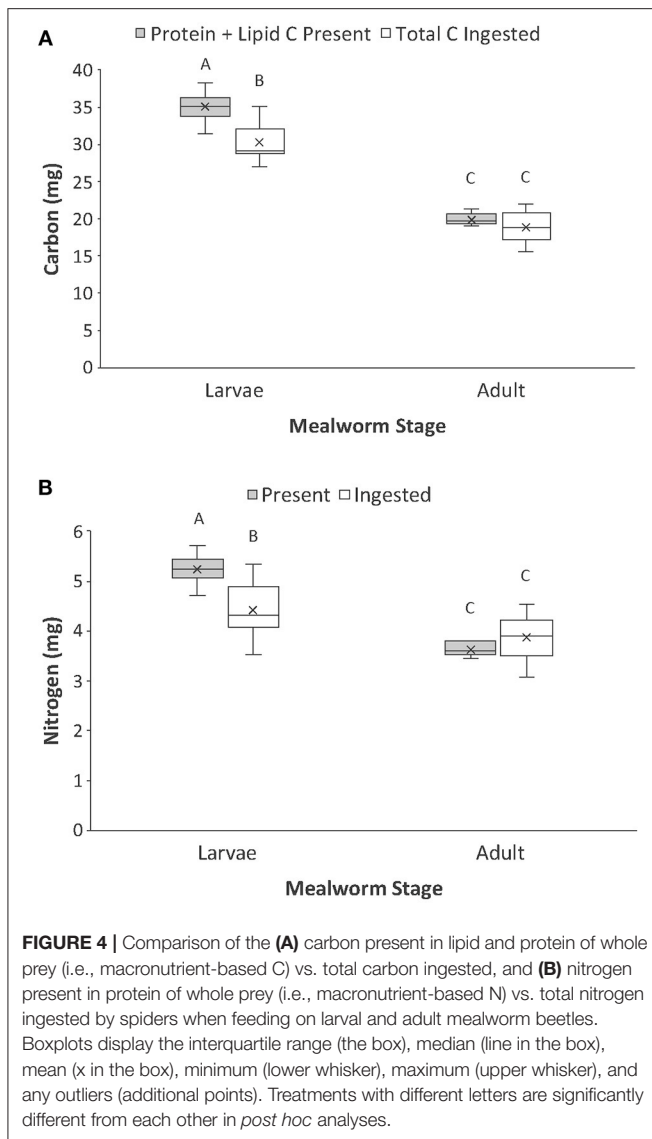 A
Protein + Lipid C Present Total C Ingested
A
B
C C
40
35
30
25
20
15
10
5
0
Carbon (mg)
Larvae Adult
Mealworm Stage
B
Present Ingested
A
B
C
C
6
5
4
3
2
1
0
Nitrogen (mg)
Larvae Adult
Mealworm Stage
FIGURE 4 | Comparison of the (A) carbon present in lipid and protein of whole
prey (i.e., macronutrient-based C) vs. total carbon ingested, and (B) nitrogen
present in protein of whole prey (i.e., macronutrient-based N) vs. total nitrogen
ingested by spiders when feeding on larval and adult mealworm beetles.
Boxplots display the interquartile range (the box), median (line in the box),
mean (x in the box), minimum (lower whisker), maximum (upper whisker), and
any outliers (additional points). Treatments with different letters are significantly
different from each other in post hoc analyses.